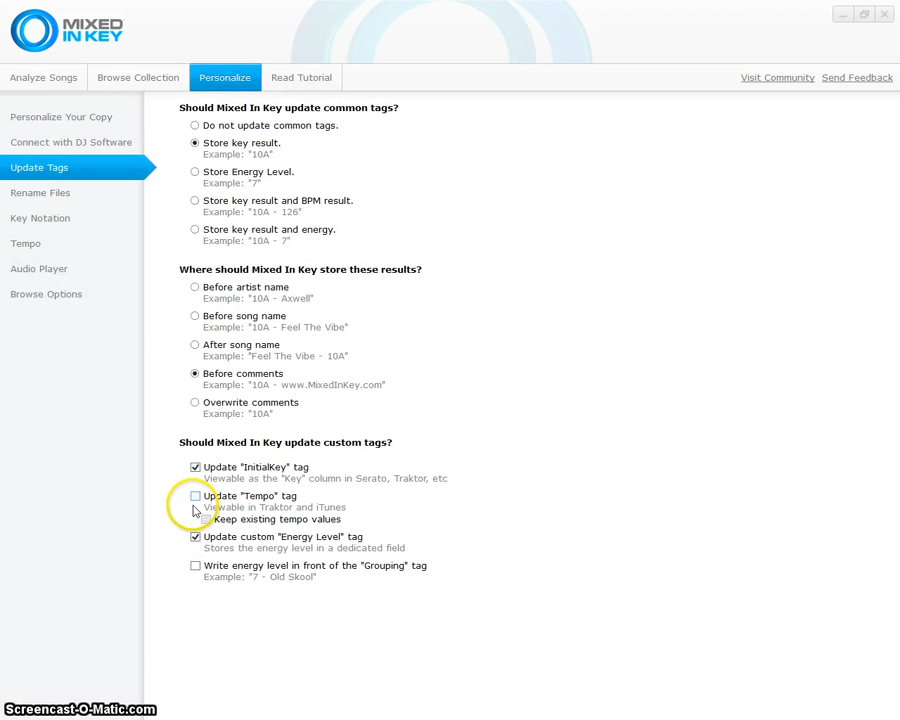 MIXED
IN KEY
Analyze Songs
Browse Collection
Personalize
Read Tutorial
Visit Community
Send Feedback
Personalize Your Copy
Connect with DJ Software
Update Tags
Rename Files
Key Notation
Tempo
Audio Player
Browse Options
Should Mixed In Key update common tags?
Do not update common tags.
Store key result.
Example: "10A"
Store Energy Level.
Example: "7"
Store key result and BPM result.
Example: "10A - 126"
Store key result and energy.
Example: "10A - 7"
Where should Mixed In Key store these results?
Before artist name
Example: "10A - Axwell"
Before song name
Example: "10A - Feel The Vibe"
After song name
Example: "Feel The Vibe - 10A"
Before comments
Example: "10A - www.MixedInKey.com"
Overwrite comments
Example: "10A"
Should Mixed In Key update custom tags?
Update "InitialKey" tag
Viewable as the "Key" column in Serato, Traktor, etc
Update "Tempo" tag
Viewable in Traktor and iTunes
Keep existing tempo values
Update custom "Energy Level" tag
Stores the energy level in a dedicated field
Write energy level in front of the "Grouping" tag
Example: "7 - Old Skool"
Screencast-O-Matic.com